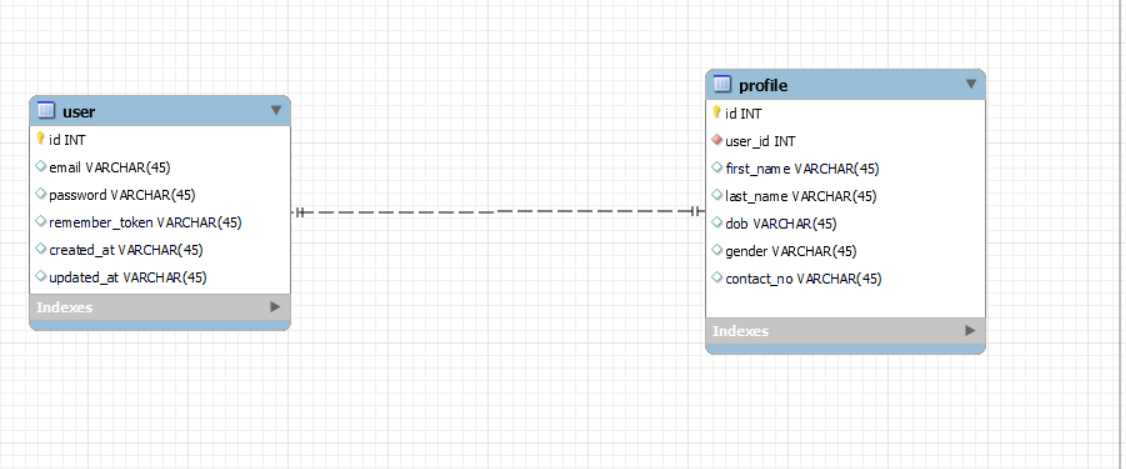 user
id INT
email VARCHAR(45)
password VARCHAR(45)
remember_token VARCHAR(45)
created_at VARCHAR(45)
updated_at VARCHAR(45)
Indexes
profile
id INT
user_id INT
first_name VARCHAR(45)
last_name VARCHAR(45)
dob VARCHAR(45)
gender VARCHAR(45)
contact_no VARCHAR(45)
Indexes